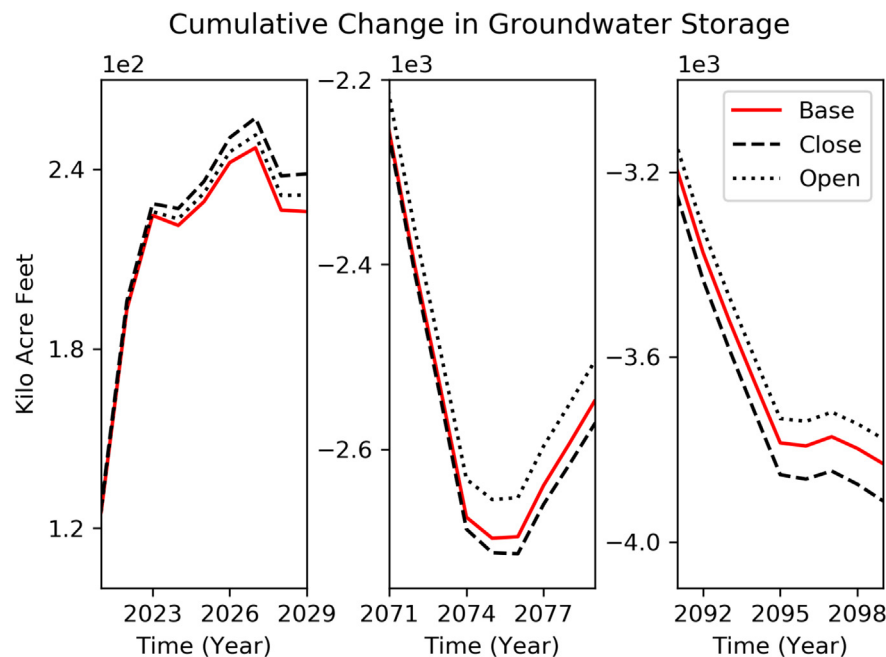 Cumulative Change in Groundwater Storage
1e2
1e3
1e3
Kilo Acre Feet
2.4
1.8
1.2
−2.2
−2.4
−2.6
−3.2
−3.6
−4.0
Base
Close
Open
2023 2026 2029
2071 2074 2077
2092 2095 2098
Time (Year)
Time (Year)
Time (Year)